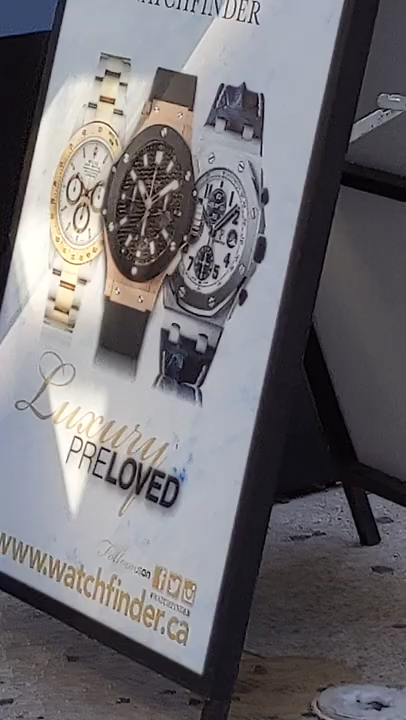 WATCHFINDER
Luxury
PRELOVED
Follow us on
www.watchfinder.ca